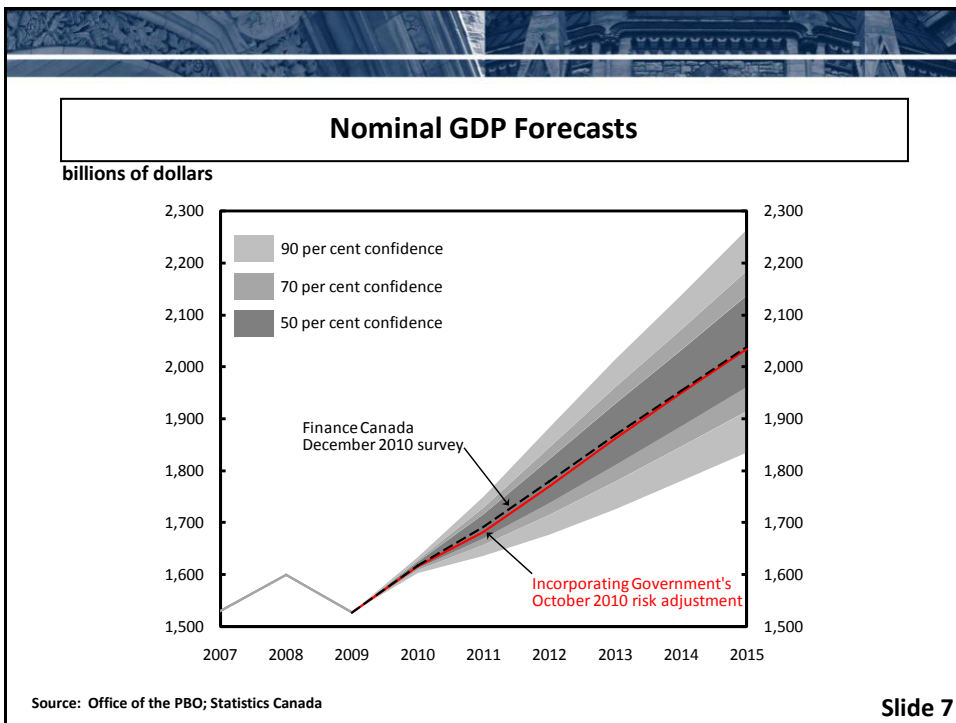 Nominal GDP Forecasts
billions of dollars
2,300 2,300
90 per cent confidence
2,200 2,200
70 per cent confidence
2,100 2,100
50 per cent confidence
2,000 2,000
1,900 1,900
Finance Canada
December 2010 survey
1,800 1,800
1,700 1,700
1,600 1,600
Incorporating Government's
October 2010 risk adjustment
1,500 1,500
2007 2008 2009 2010 2011 2012 2013 2014 2015
Source: Office of the PBO; Statistics Canada
Slide 7